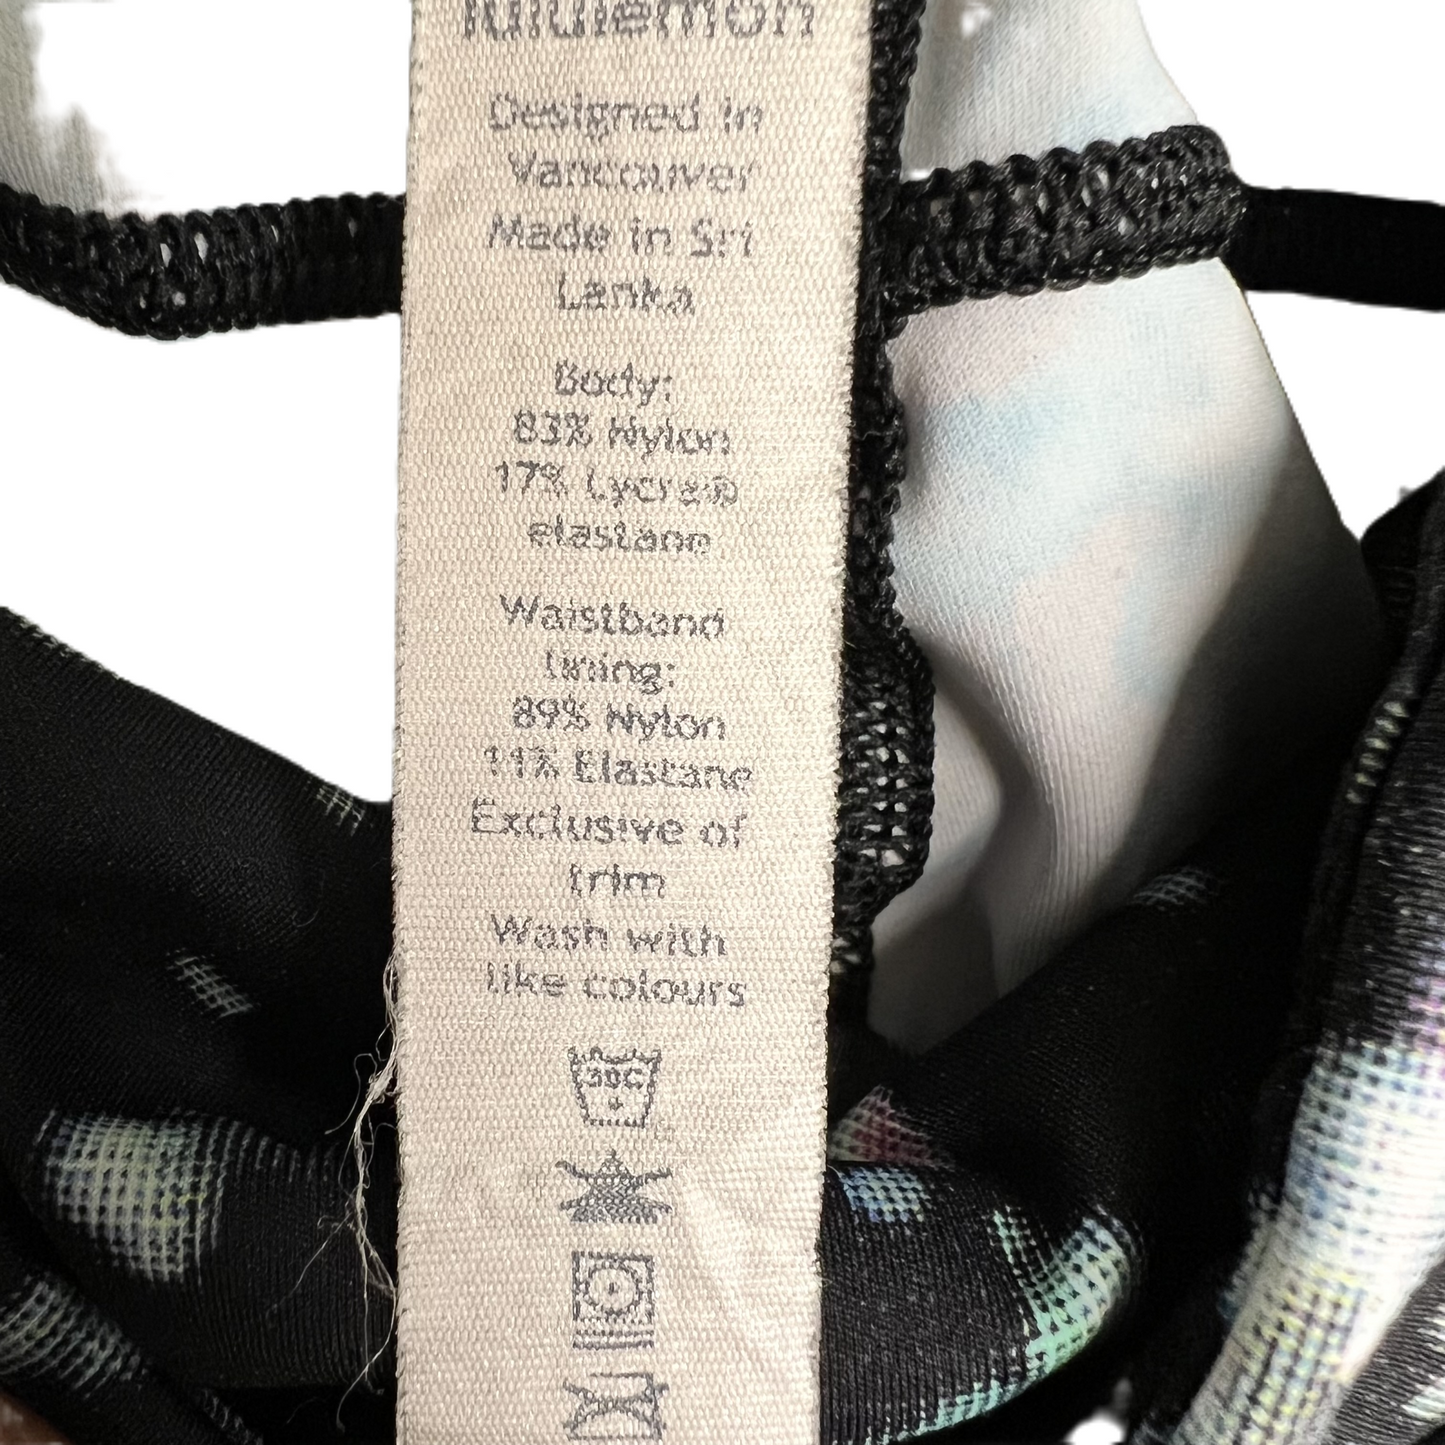 lululemon
Designed in
Vancouver
Made in Sri
Lanka
Body:
83% Nylon
17% Lycra®
elastane
Waistband
lining:
89% Nylon
11% Elastane
Exclusive of
trim
Wash with
like colours
30C